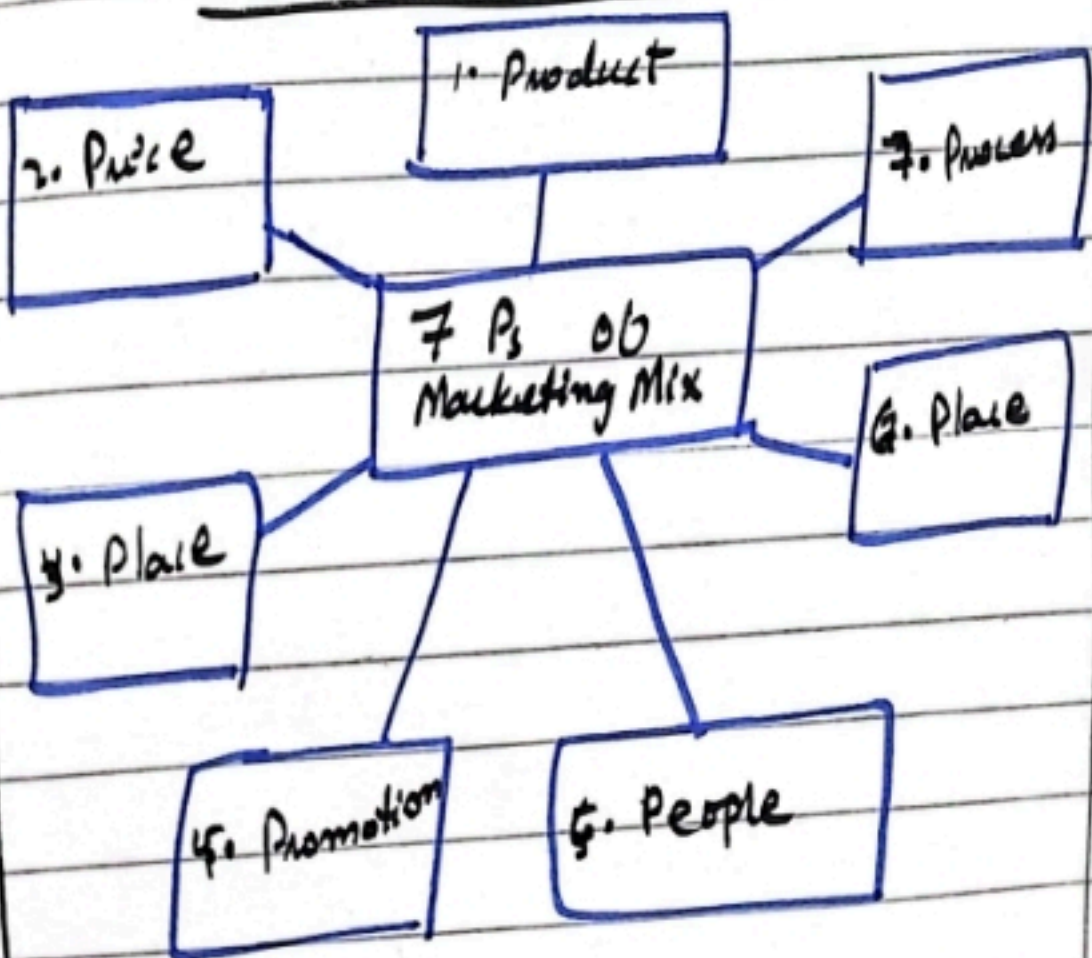 1. Product
2. Price
7. Process
7 Ps of
Marketing Mix
6. Place
3. Place
4. Promotion
5. People